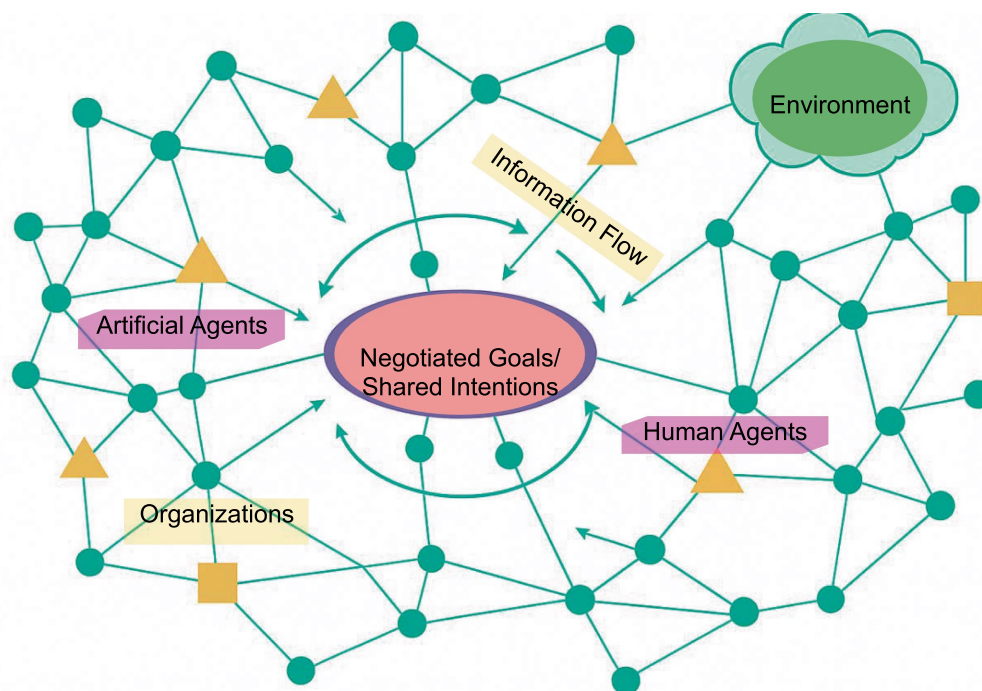 Environment
Information Flow
Artificial Agents
Negotiated Goals/
Shared Intentions
Human Agents
Organizations